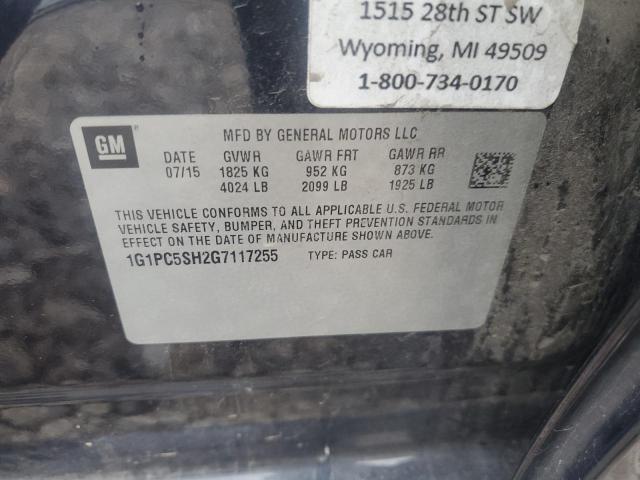 1515 28th ST SW
Wyoming, MI 49509
1-800-734-0170
GM
MFD BY GENERAL MOTORS LLC
DATE GVWR GAWR FRT GAWR RR
07/15 1825 KG 952 KG 873 KG
4024 LB 2099 LB 1925 LB
THIS VEHICLE CONFORMS TO ALL APPLICABLE U.S. FEDERAL MOTOR
VEHICLE SAFETY, BUMPER, AND THEFT PREVENTION STANDARDS IN
EFFECT ON THE DATE OF MANUFACTURE SHOWN ABOVE.
1G1PC5SH2G7117255 TYPE: PASS CAR